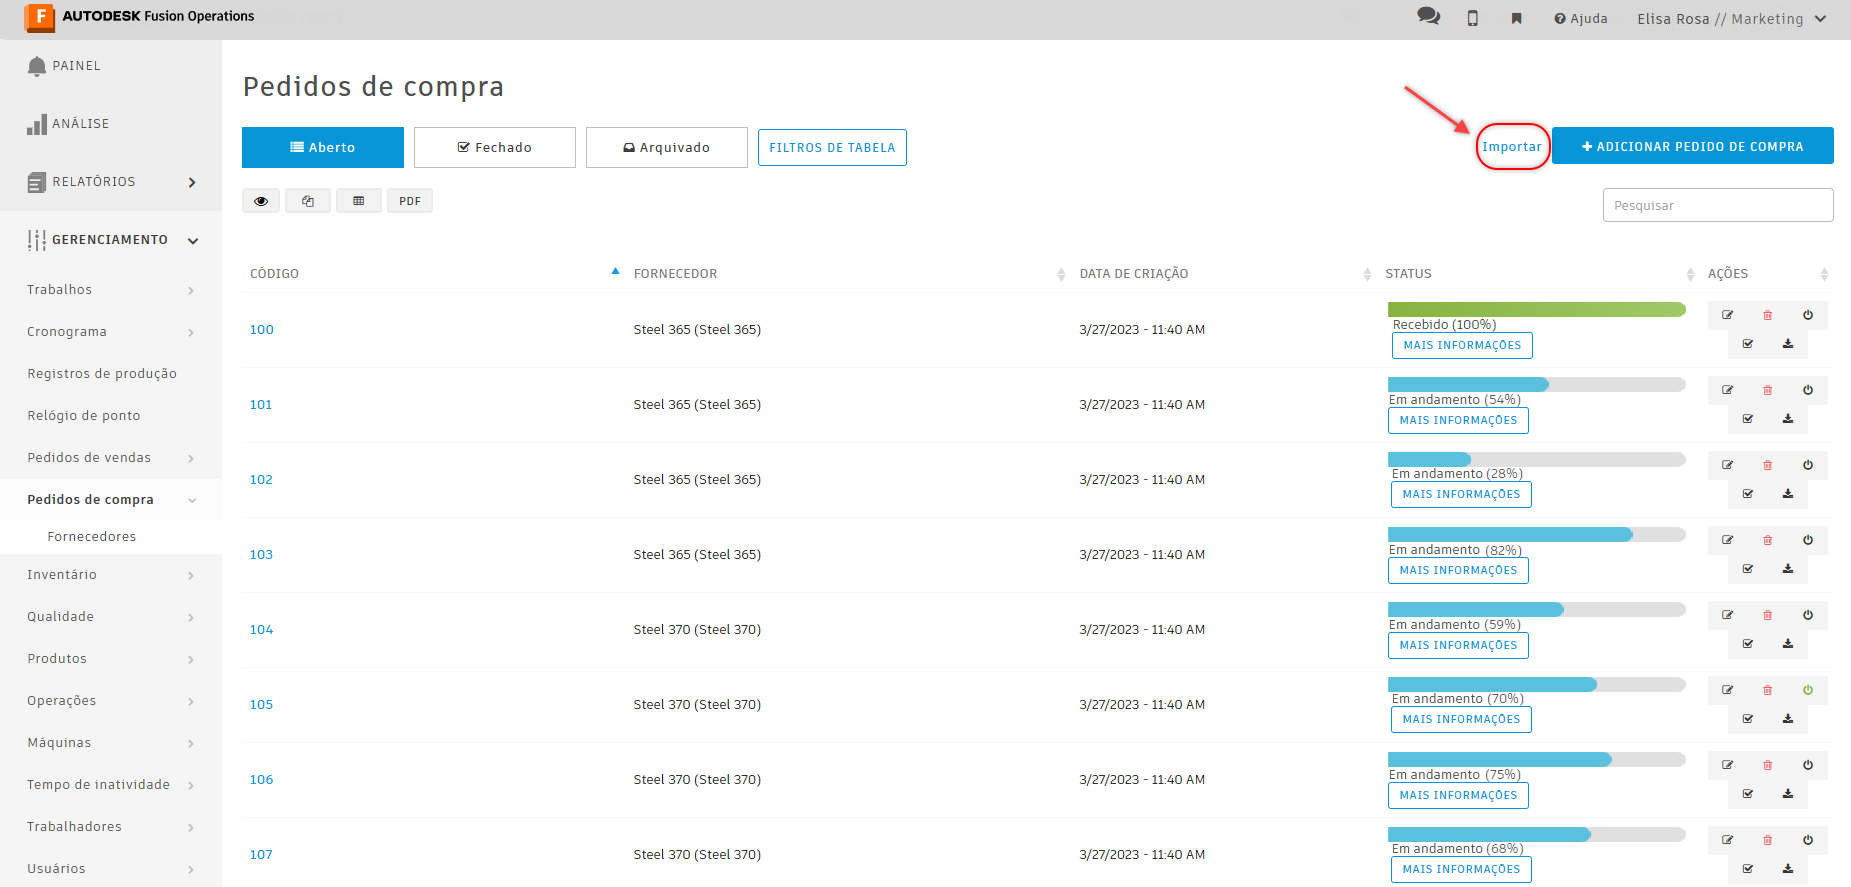 AUTODESK Fusion Operations
Ajuda
Elisa Rosa // Marketing
PAINEL
ANÁLISE
RELATÓRIOS
GERENCIAMENTO
Trabalhos
Cronograma
Registros de produção
Relógio de ponto
Pedidos de vendas
Pedidos de compra
Fornecedores
Inventário
Qualidade
Produtos
Operações
Máquinas
Tempo de inatividade
Trabalhadores
Usuários
Pedidos de compra
Aberto
Fechado
Arquivado
FILTROS DE TABELA
Importar
ADICIONAR PEDIDO DE COMPRA
PDF
Pesquisar
CÓDIGO FORNECEDOR DATA DE CRIAÇÃO STATUS AÇÕES
100 Steel 365 (Steel 365) 3/27/2023 - 11:40 AM Recebido (100%)
MAIS INFORMAÇÕES
101 Steel 365 (Steel 365) 3/27/2023 - 11:40 AM Em andamento (54%)
MAIS INFORMAÇÕES
102 Steel 365 (Steel 365) 3/27/2023 - 11:40 AM Em andamento (28%)
MAIS INFORMAÇÕES
103 Steel 365 (Steel 365) 3/27/2023 - 11:40 AM Em andamento (82%)
MAIS INFORMAÇÕES
104 Steel 370 (Steel 370) 3/27/2023 - 11:40 AM Em andamento (59%)
MAIS INFORMAÇÕES
105 Steel 370 (Steel 370) 3/27/2023 - 11:40 AM Em andamento (70%)
MAIS INFORMAÇÕES
106 Steel 370 (Steel 370) 3/27/2023 - 11:40 AM Em andamento (75%)
MAIS INFORMAÇÕES
107 Steel 370 (Steel 370) 3/27/2023 - 11:40 AM Em andamento (68%)
MAIS INFORMAÇÕES